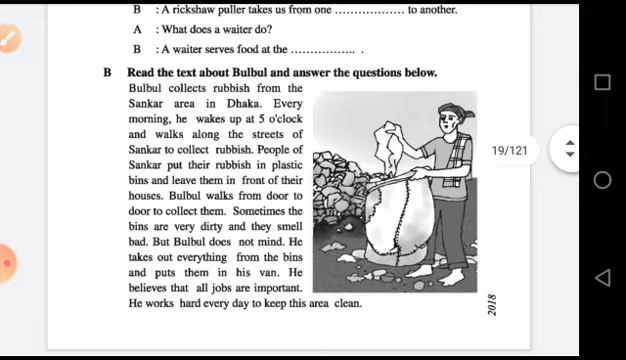 B : A rickshaw puller takes us from one .................. to another.
A : What does a waiter do?
B : A waiter serves food at the ................. .
B Read the text about Bulbul and answer the questions below.
Bulbul collects rubbish from the
Sankar area in Dhaka. Every
morning, he wakes up at 5 o'clock
and walks along the streets of
Sankar to collect rubbish. People of
Sankar put their rubbish in plastic
bins and leave them in front of their
houses. Bulbul walks from door to
door to collect them. Sometimes the
bins are very dirty and they smell
bad. But Bulbul does not mind. He
takes out everything from the bins
and puts them in his van. He
believes that all jobs are important.
He works hard every day to keep this area clean.
19/121
2018